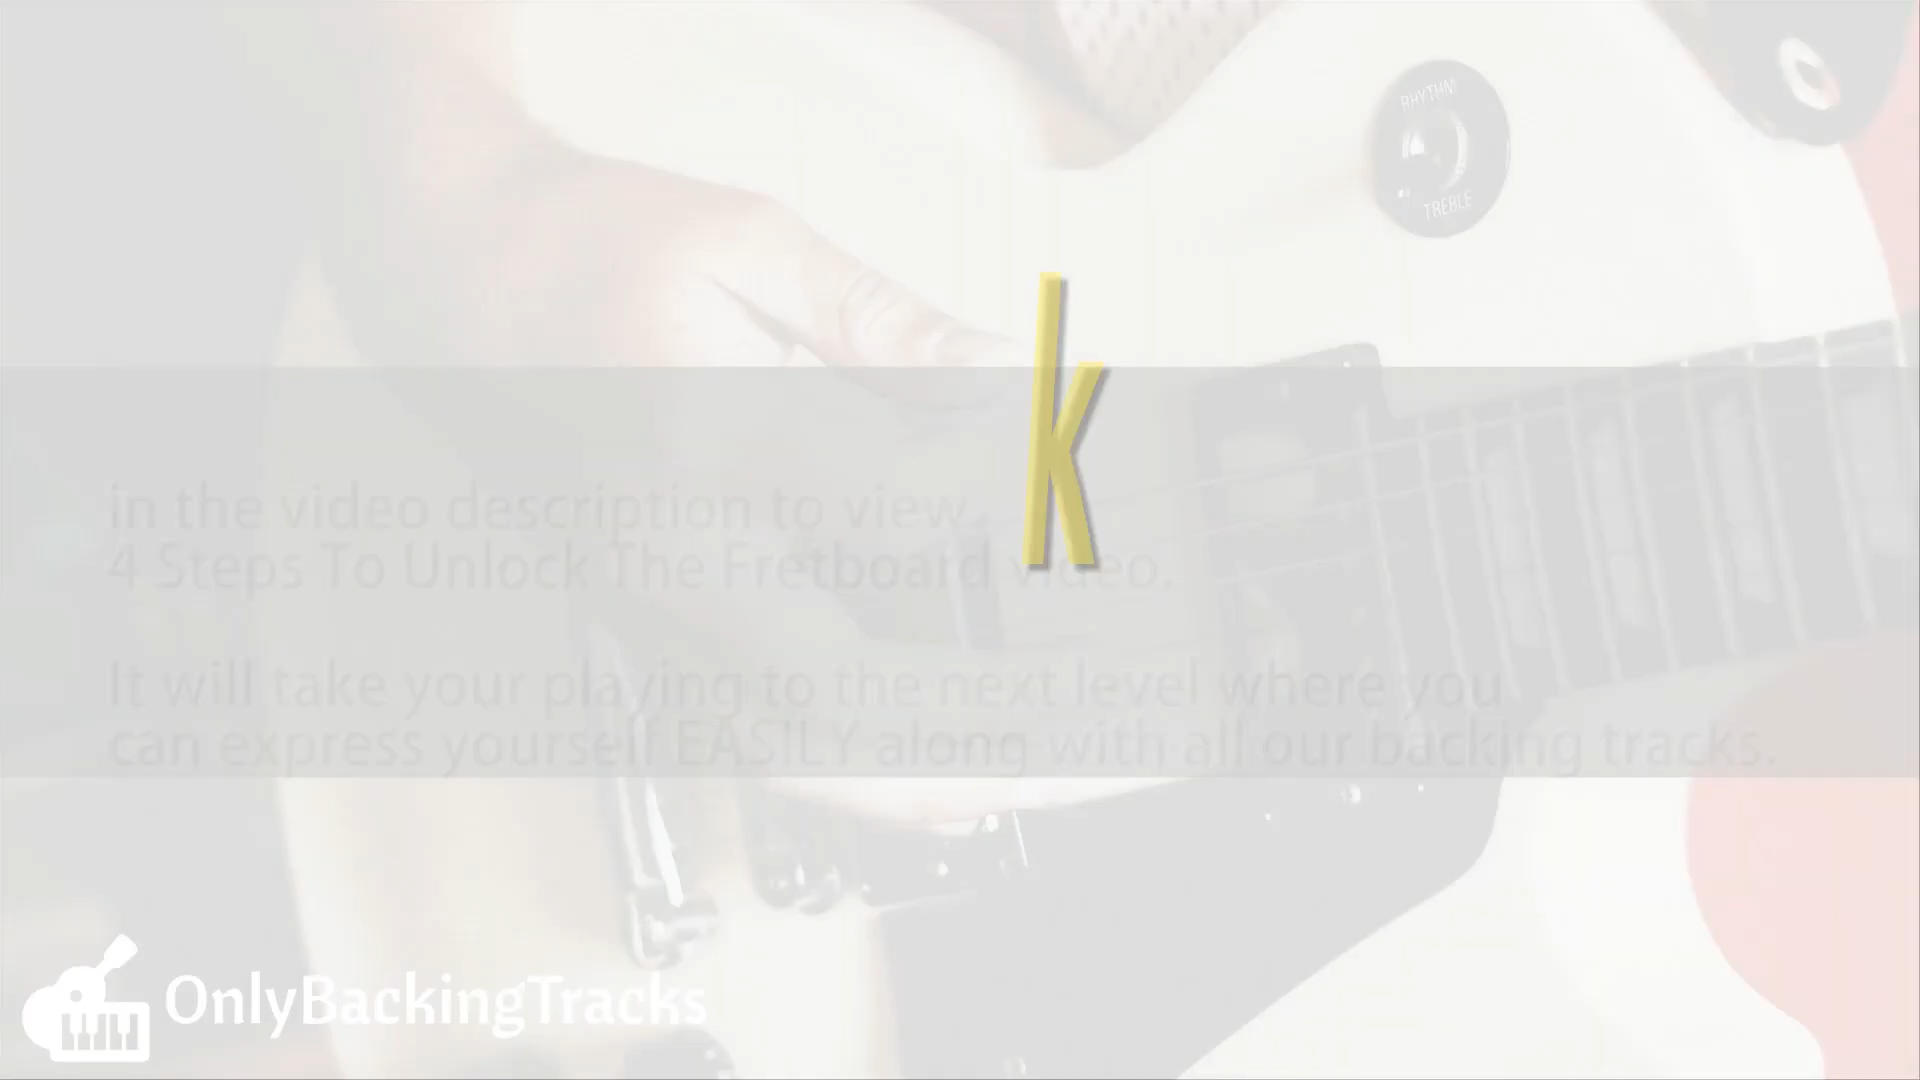 RHYTHM
TREBLE
k
in the video description to view
4 Steps To Unlock The Fretboard video.
It will take your playing to the next level where you
can express yourself EASILY along with all our backing tracks.
OnlyBackingTracks